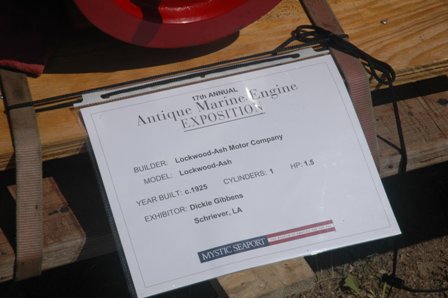 17th ANNUAL
Antique Marine Engine
EXPOSITION
BUILDER: Lockwood-Ash Motor Company
MODEL: Lockwood-Ash
YEAR BUILT: c.1925 CYLINDERS: 1 HP: 1.5
EXHIBITOR: Dickie Gibbens
Schriever, LA
MYSTIC SEAPORT